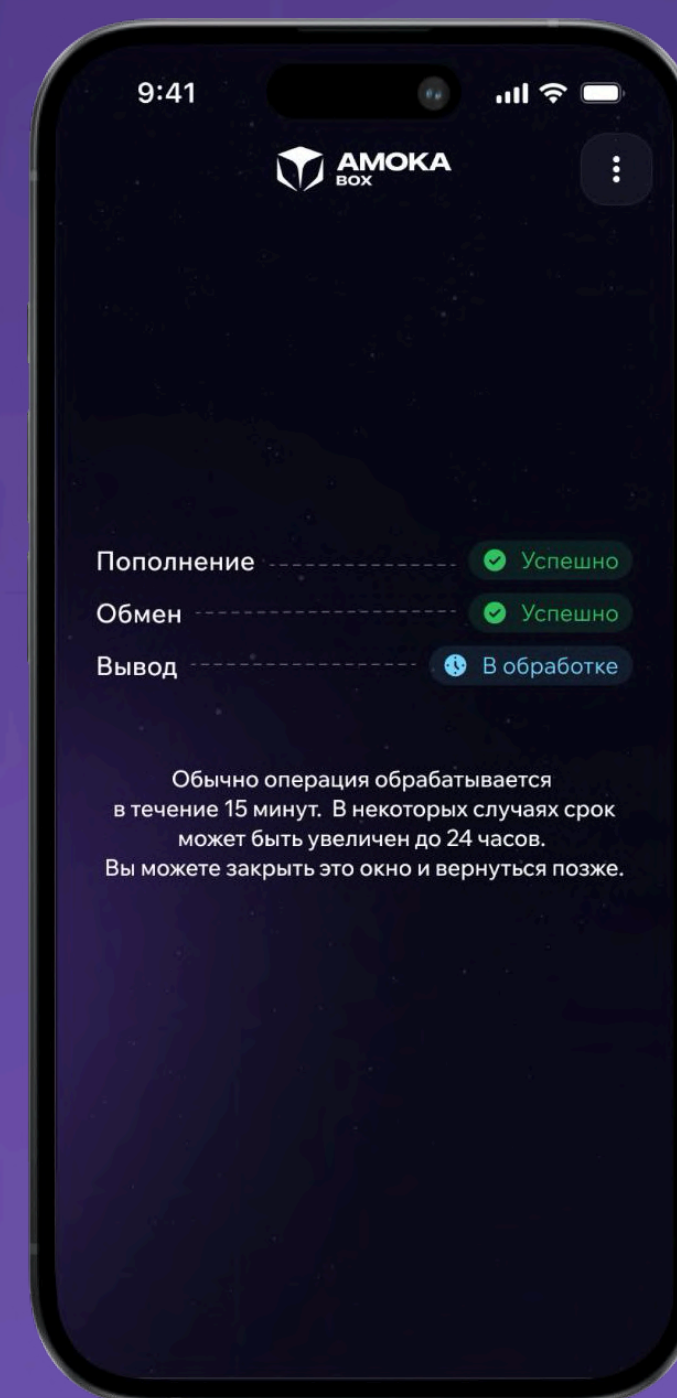 9:41
AMOKA
BOX
Пополнение Успешно
Обмен Успешно
Вывод В обработке
Обычно операция обрабатывается
в течение 15 минут. В некоторых случаях срок
может быть увеличен до 24 часов.
Вы можете закрыть это окно и вернуться позже.